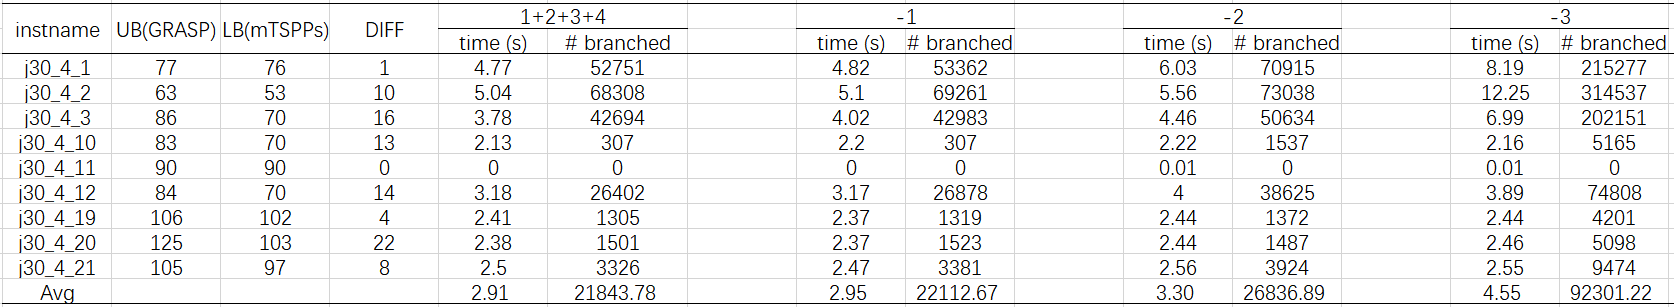 instname UB(GRASP) LB(mTSPPs) DIFF 1+2+3+4 -1 -2 -3
time (s) # branched time (s) # branched time (s) # branched time (s) # branched
j30_4_1 77 76 1 4.77 52751 4.82 53362 6.03 70915 8.19 215277
j30_4_2 63 53 10 5.04 68308 5.1 69261 5.56 73038 12.25 314537
j30_4_3 86 70 16 3.78 42694 4.02 42983 4.46 50634 6.99 202151
j30_4_10 83 70 13 2.13 307 2.2 307 2.22 1537 2.16 5165
j30_4_11 90 90 0 0 0 0 0 0.01 0 0.01 0
j30_4_12 84 70 14 3.18 26402 3.17 26878 4 38625 3.89 74808
j30_4_19 106 102 4 2.41 1305 2.37 1319 2.44 1372 2.44 4201
j30_4_20 125 103 22 2.38 1501 2.37 1523 2.44 1487 2.46 5098
j30_4_21 105 97 8 2.5 3326 2.47 3381 2.56 3924 2.55 9474
Avg 2.91 21843.78 2.95 22112.67 3.30 26836.89 4.55 92301.22